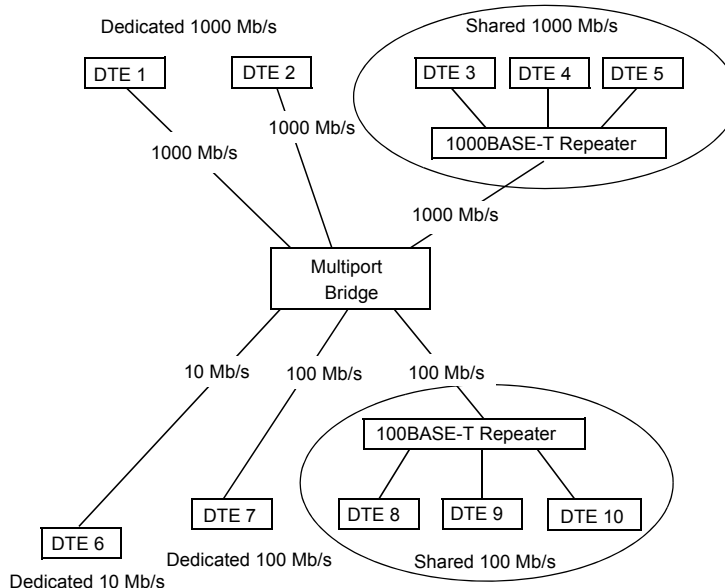 Dedicated 1000 Mb/s
Shared 1000 Mb/s
DTE 1
DTE 2
DTE 3
DTE 4
DTE 5
1000 Mb/s
1000 Mb/s
1000BASE-T Repeater
1000 Mb/s
Multiport
Bridge
10 Mb/s
100 Mb/s
100 Mb/s
100BASE-T Repeater
DTE 6
DTE 7
DTE 8
DTE 9
DTE 10
Dedicated 10 Mb/s
Dedicated 100 Mb/s
Shared 100 Mb/s